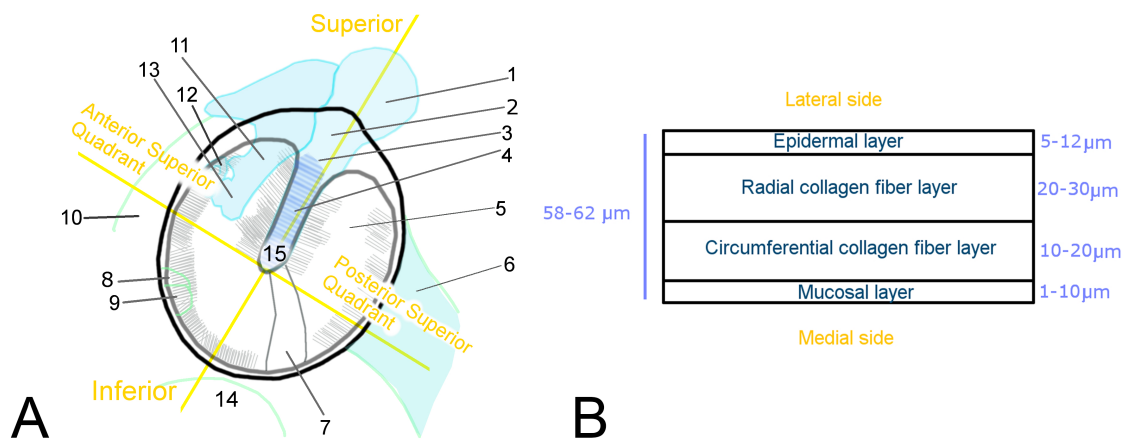 Superior
11
13
12
1
2
3
4
Anterior Superior
Quadrant
10
5
15
6
8
9
Posterior Superior
Quadrant
Inferior
14
7
A
Lateral side
Epidermal layer
5-12µm
Radial collagen fiber layer
20-30µm
58-62 µm
Circumferential collagen fiber layer
10-20µm
Mucosal layer
1-10µm
Medial side
B